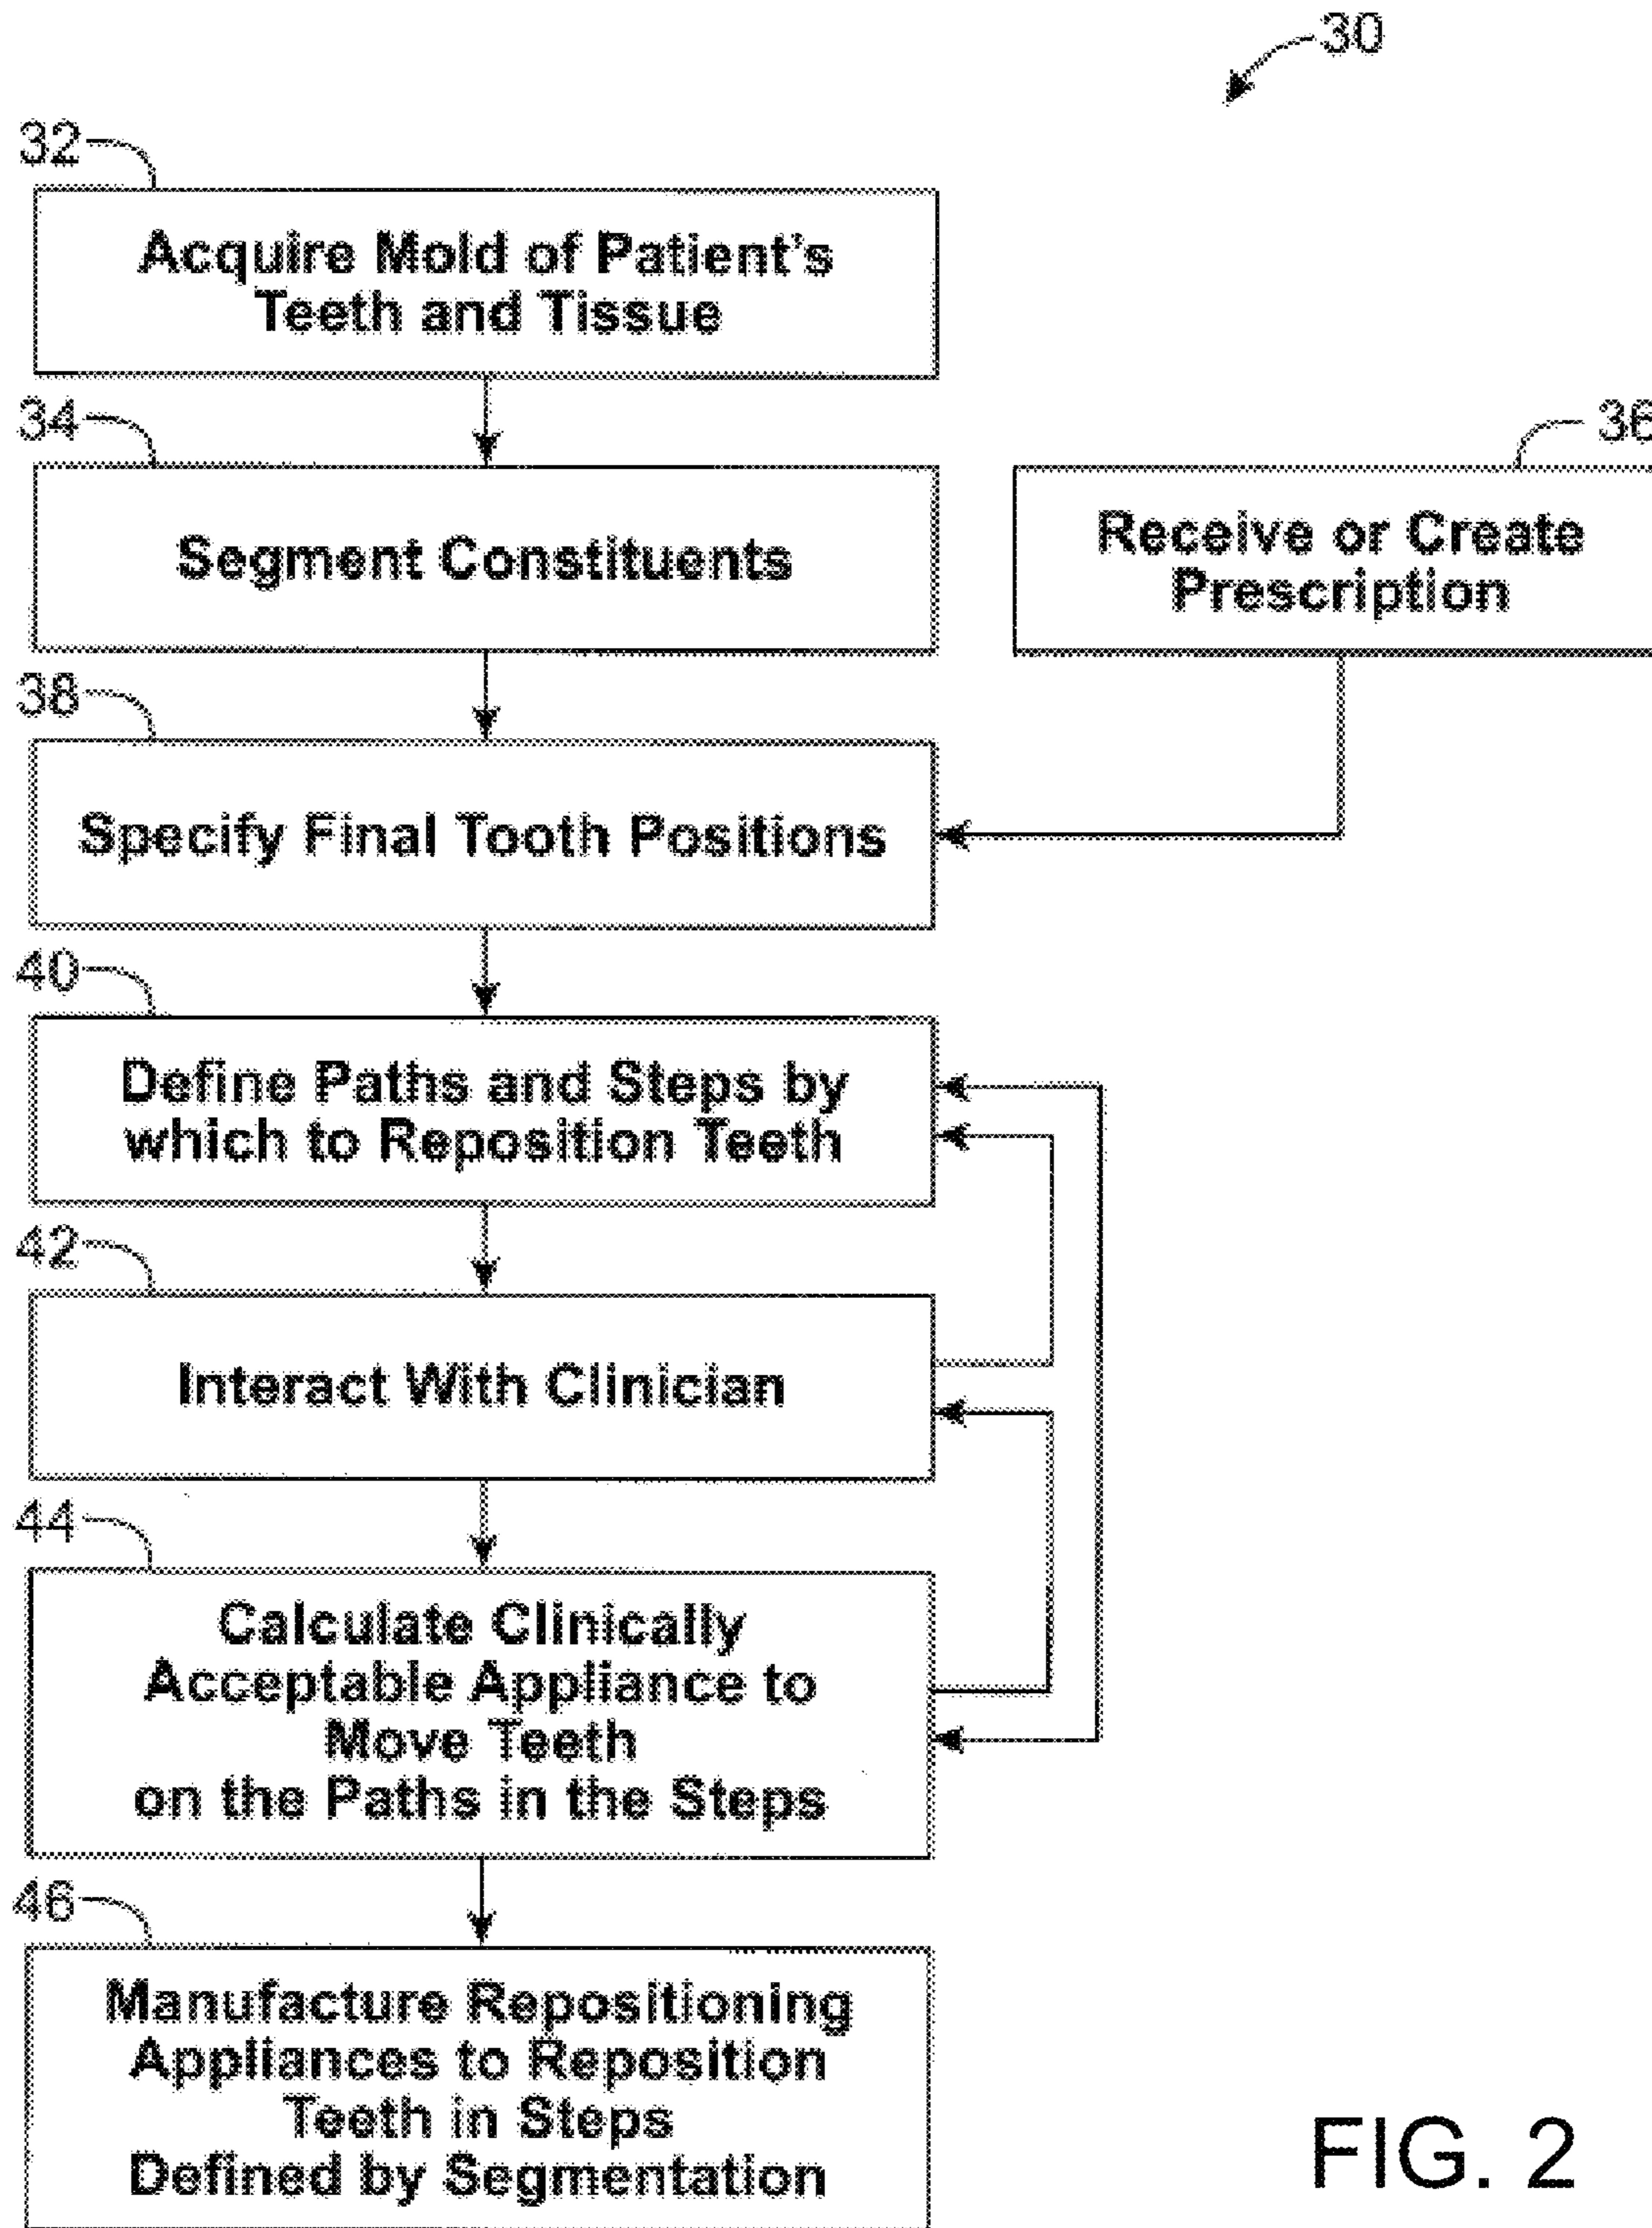 30
32
Acquire Mold of Patient's
Teeth and Tissue
34
Segment Constituents
36
Receive or Create
Prescription
38
Specify Final Tooth Positions
40
Define Paths and Steps by
which to Reposition Teeth
42
Interact With Clinician
44
Calculate Clinically
Acceptable Appliance to
Move Teeth
on the Paths in the Steps
46
Manufacture Repositioning
Appliances to Reposition
Teeth in Steps
Defined by Segmentation
FIG. 2